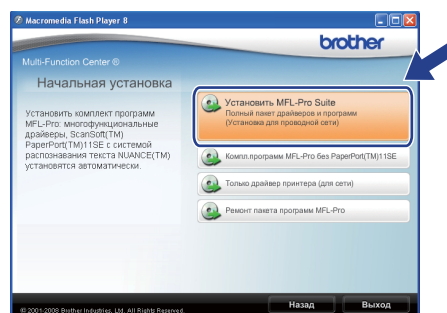 Macromedia Flash Player 8
brother
Multi-Function Center ®
Начальная установка
Установить комплект программ
MFL-Pro: многофункциональные
драйверы, ScanSoft(TM)
PaperPort(TM)11SE с системой
распознавания текста NUANCE(TM)
установятся автоматически.
Установить MFL-Pro Suite
Полный пакет драйверов и программ
(Установка для проводной сети)
Компл.программ MFL-Pro без PaperPort(TM)11SE
Только драйвер принтера (для сети)
Ремонт пакета программ MFL-Pro
© 2001-2008 Brother Industries, Ltd. All Rights Reserved.
Назад
Выход